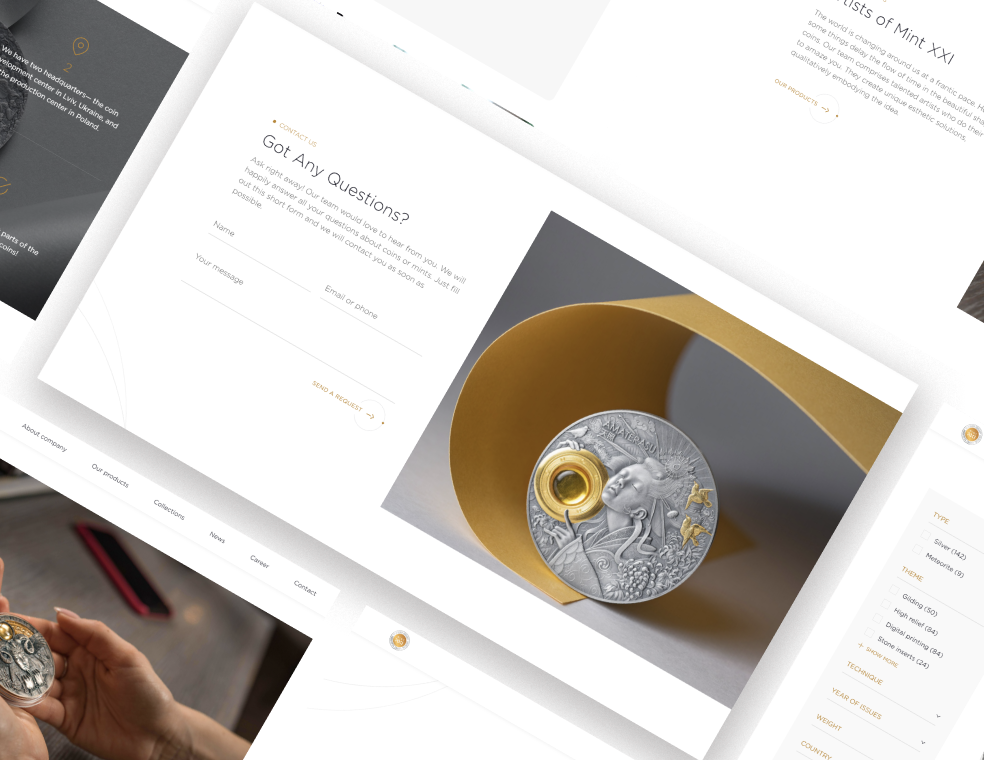 2
We have two headquarters– the coin
development center in Lviv, Ukraine, and
the production center in Poland.
parts of the
coins!
CONTACT US
Got Any Questions?
Ask right away! Our team would love to hear from you. We will
happily answer all your questions about coins or mints. Just fill
out this short form and we will contact you as soon as
possible.
Name
Email or phone
Your message
SEND A REQUEST
AMATERASU
of Mint XXI
The world is changing around us at a frantic pace.
some things delay the flow of time in the beautiful
coins. Our team comprises talented artists who do their
to amaze you. They create unique esthetic solutions,
qualitatively embodying the idea.
OUR PRODUCTS
About company
Our products
Collections
News
Career
Contact
TYPE
Silver (142)
Meteorite (9)
THEME
Gilding (50)
High relief (84)
Digital printing (84)
Stone inserts (24)
+ SHOW MORE
TECHNIQUE
YEAR OF ISSUES
WEIGHT
COUNTRY